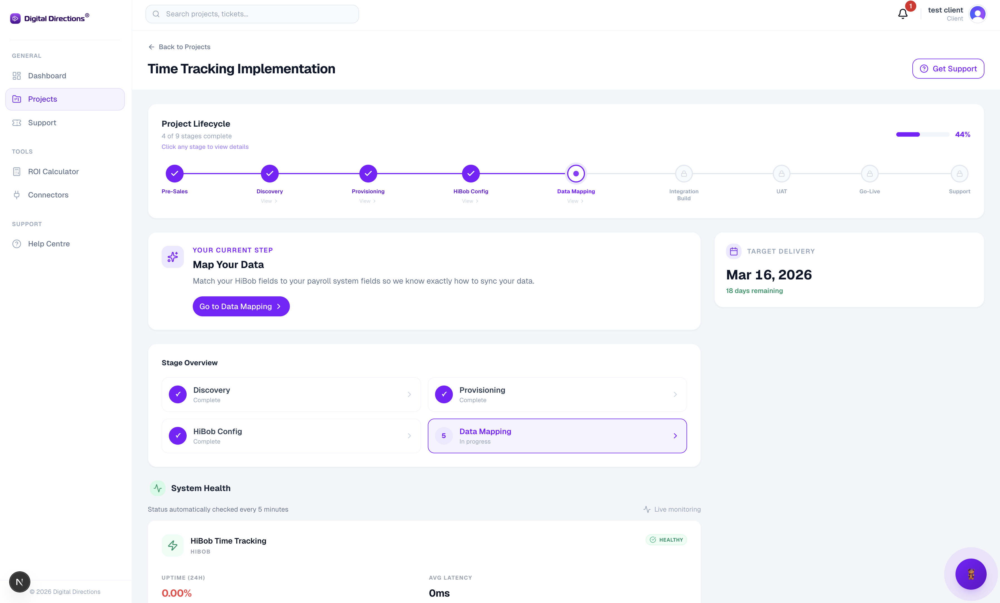 Digital Directions®
Search projects, tickets...
1
test client
Client
GENERAL
Dashboard
Projects
Support
TOOLS
ROI Calculator
Connectors
SUPPORT
Help Centre
N
© 2026 Digital Directions
Back to Projects
Time Tracking Implementation
Get Support
Project Lifecycle
4 of 9 stages complete
Click any stage to view details
44%
Pre-Sales
Discovery
View
Provisioning
View
HiBob Config
View
Data Mapping
View
Integration
Build
UAT
Go-Live
Support
YOUR CURRENT STEP
Map Your Data
Match your HiBob fields to your payroll system fields so we know exactly how to sync your data.
Go to Data Mapping
TARGET DELIVERY
Mar 16, 2026
18 days remaining
Stage Overview
Discovery
Complete
Provisioning
Complete
HiBob Config
Complete
5
Data Mapping
In progress
System Health
Status automatically checked every 5 minutes
Live monitoring
HiBob Time Tracking
HIBOB
HEALTHY
UPTIME (24H)
0.00%
AVG LATENCY
0ms